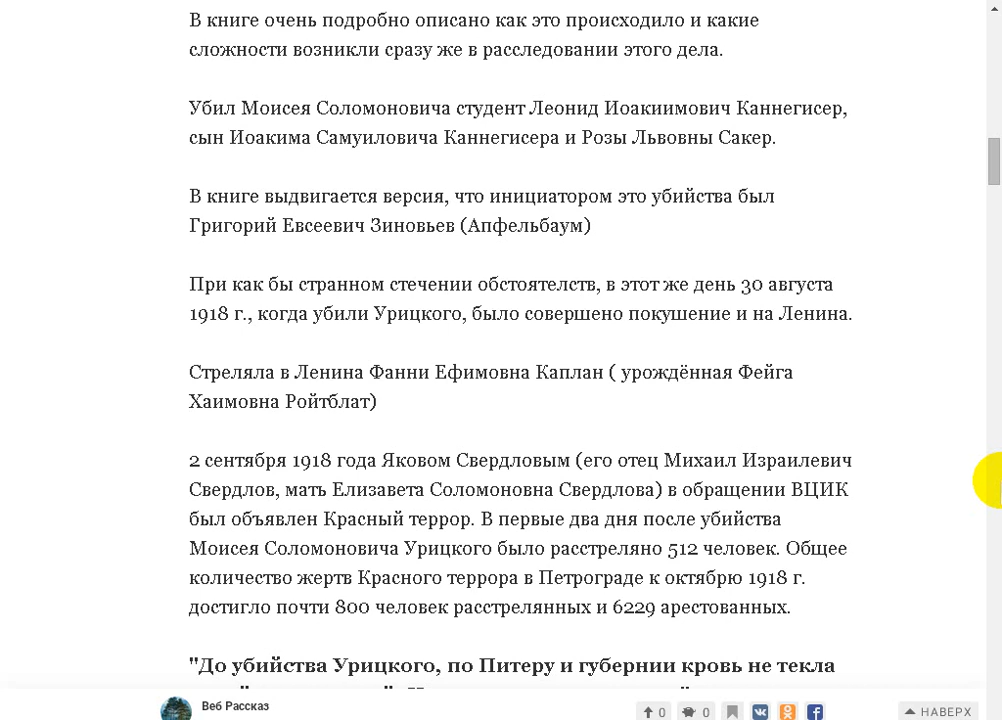 В книге очень подробно описано как это происходило и какие
сложности возникли сразу же в расследовании этого дела.
Убил Моисея Соломоновича студент Леонид Иоакиимович Каннегисер,
сын Иоакима Самуиловича Каннегисера и Розы Львовны Сакер.
В книге выдвигается версия, что инициатором это убийства был
Григорий Евсеевич Зиновьев (Апфельбаум)
При как бы странном стечении обстоятелств, в этот же день 30 августа
1918 г., когда убили Урицкого, было совершено покушение и на Ленина.
Стреляла в Ленина Фанни Ефимовна Каплан ( урождённая Фейга
Хаимовна Ройтблат)
2 сентября 1918 года Яковом Свердловым (его отец Михаил Израилевич
Свердлов, мать Елизавета Соломоновна Свердлова) в обращении ВЦИК
был объявлен Красный террор. В первые два дня после убийства
Моисея Соломоновича Урицкого было расстреляно 512 человек. Общее
количество жертв Красного террора в Петрограде к октябрю 1918 г.
достигло почти 800 человек расстрелянных и 6229 арестованных.
"До убийства Урицкого, по Питеру и губернии кровь не текла
Веб Рассказ
0 0
НАВЕРХ